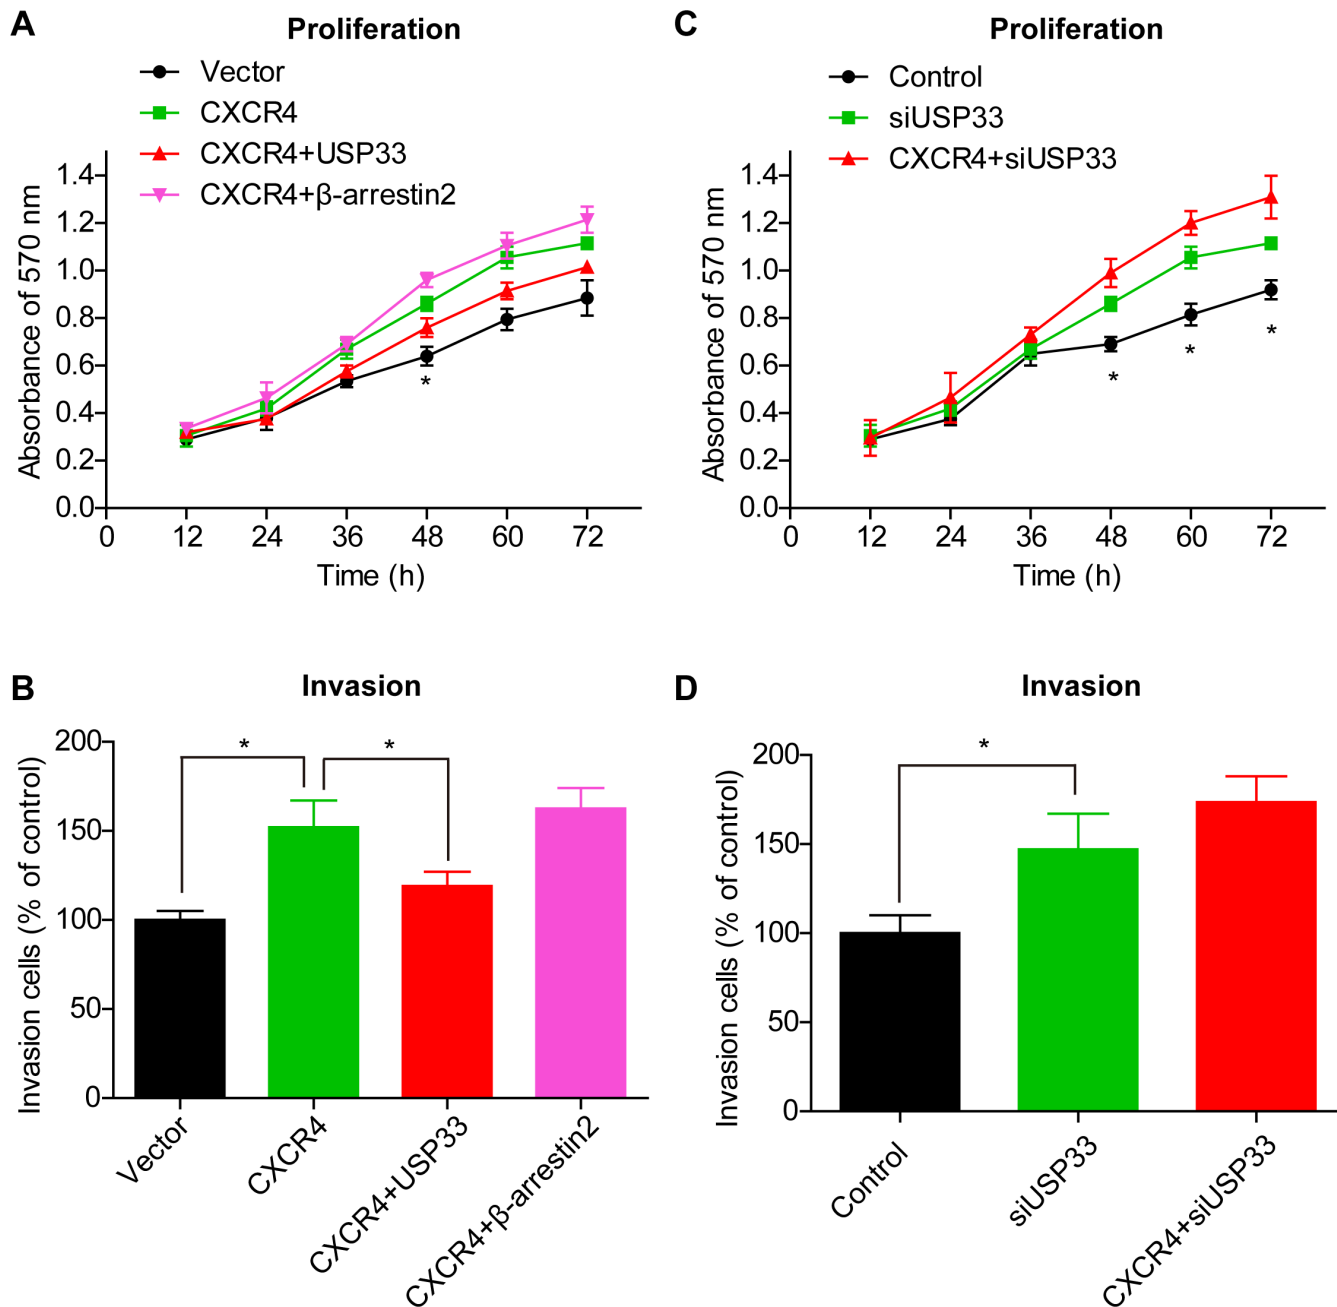 A
Proliferation
Vector
CXCR4
CXCR4+USP33
CXCR4+β-arrestin2
Absorbance of 570 nm
1.4
1.2
1.0
0.8
0.6
0.4
0.2
0.0
*
0 12 24 36 48 60 72
Time (h)
C
Proliferation
Control
siUSP33
CXCR4+siUSP33
Absorbance of 570 nm
1.4
1.2
1.0
0.8
0.6
0.4
0.2
0.0
* * *
0 12 24 36 48 60 72
Time (h)
B
Invasion
Invasion cells (% of control)
200
150
100
50
0
* *
Vector
CXCR4
CXCR4+USP33
CXCR4+β-arrestin2
D
Invasion
Invasion cells (% of control)
200
150
100
50
0
*
Control
siUSP33
CXCR4+siUSP33